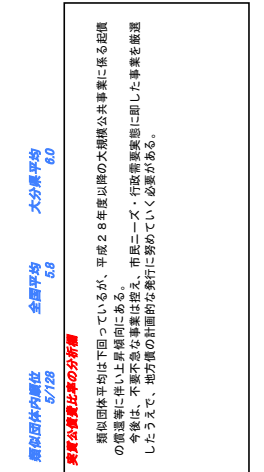 類似団体内順位 全国平均 大分県平均
5/128 5.8 6.0
実質公債費比率の分析欄
類似団体平均は下回っているが、平成２８年度以降の大規模公共事業に係る起債
の償還等に伴い上昇傾向にある。
今後は、不要不急な事業は控え、市民ニーズ・行政需要実態に即した事業を厳選
したうえで、地方債の計画的な発行に努めていく必要がある。